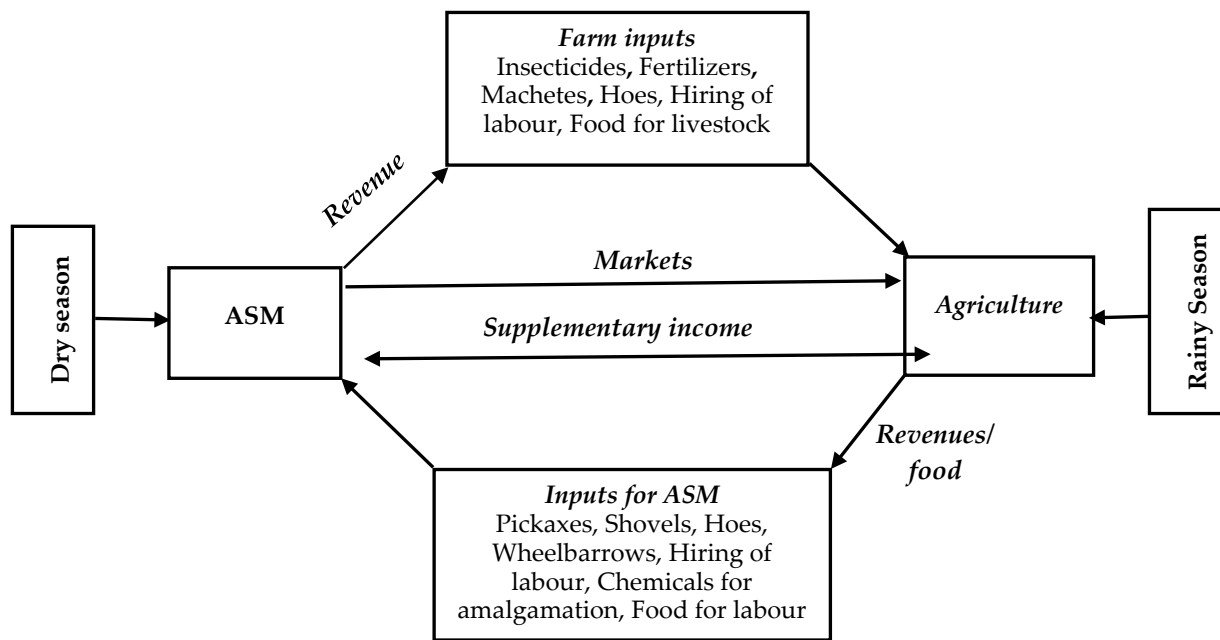 Farm inputs
Insecticides, Fertilizers,
Machetes, Hoes, Hiring of
labour, Food for livestock
Revenue
Dry season
ASM
Markets
Supplementary income
Agriculture
Rainy Season
Revenues/
food
Inputs for ASM
Pickaxes, Shovels, Hoes,
Wheelbarrows, Hiring of
labour, Chemicals for
amalgamation, Food for labour